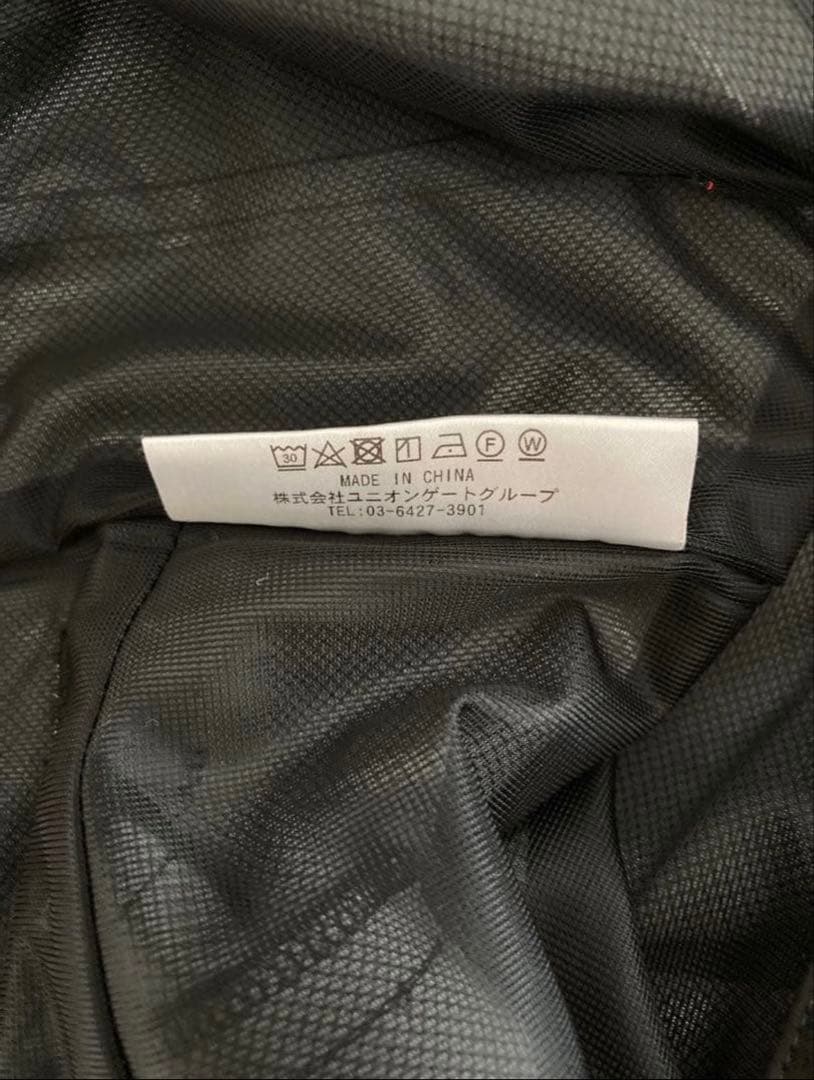 30 F W
MADE IN CHINA
株式会社ユニオンゲートグループ
TEL:03-6427-3901